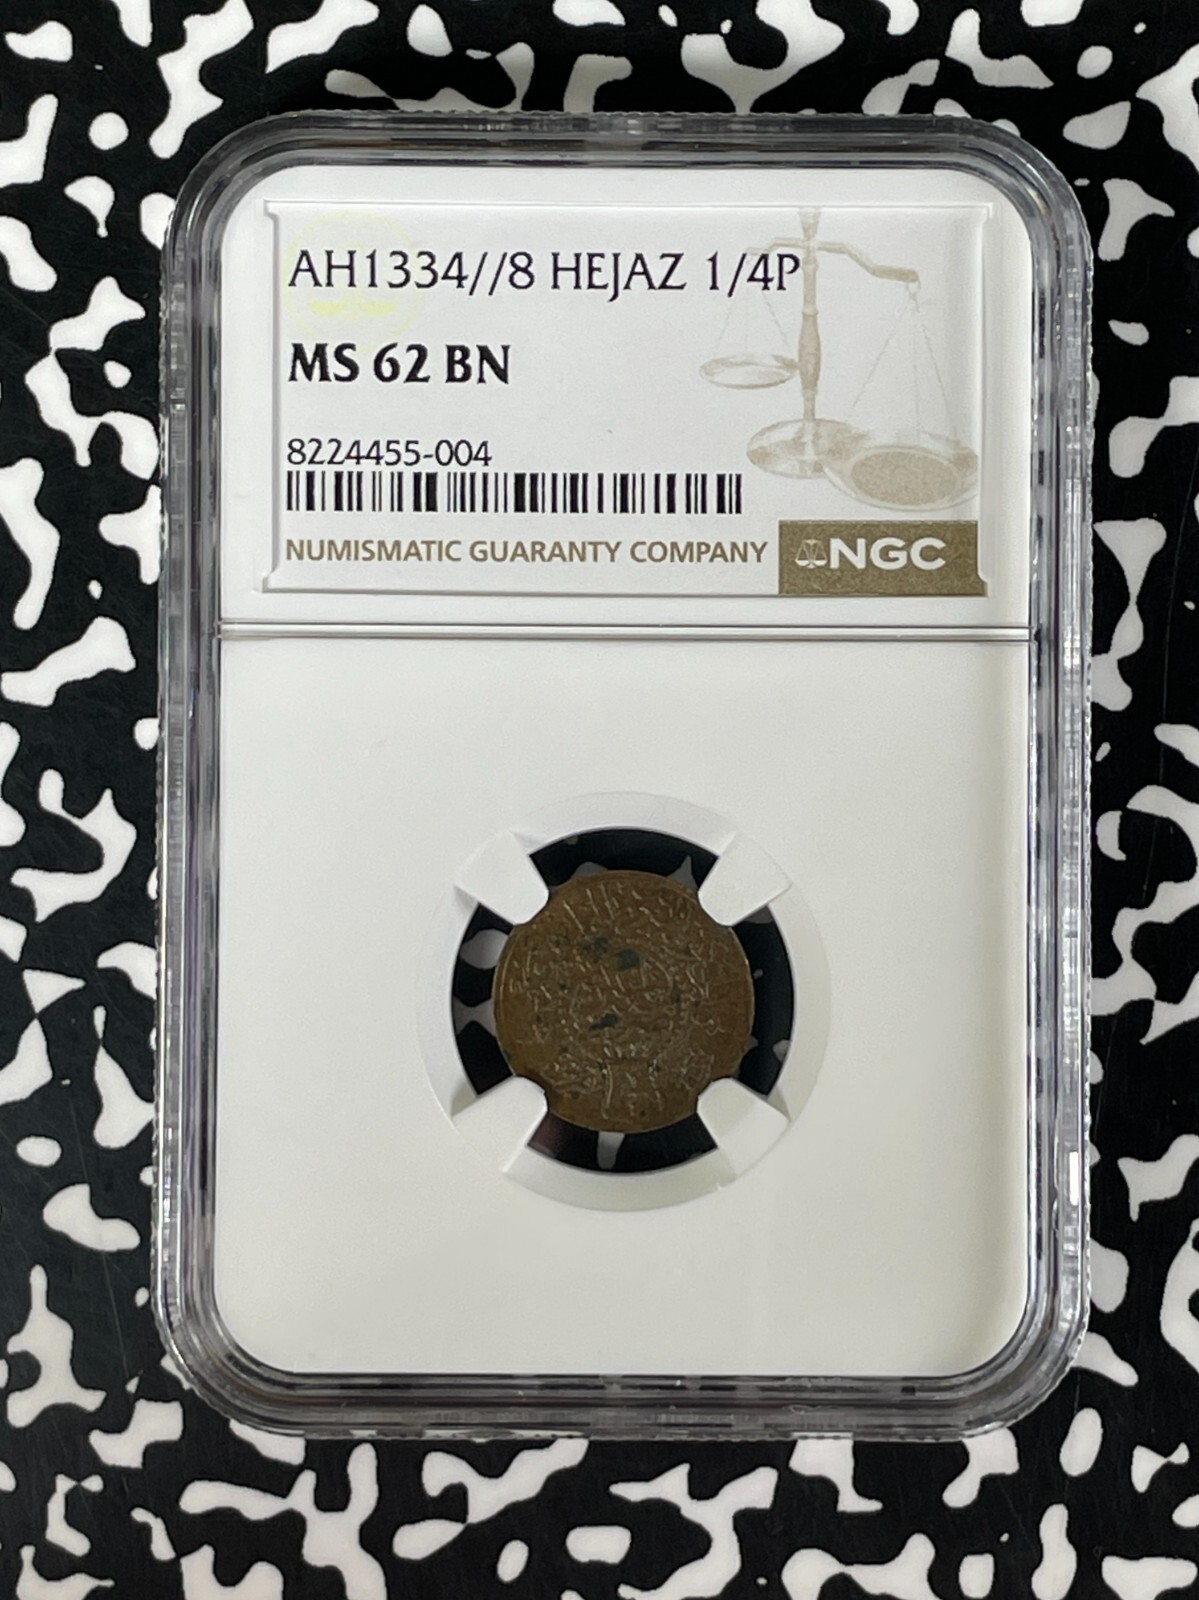 AH1334//8 HEJAZ 1/4P
MS 62 BN
8224455-004
NUMISMATIC GUARANTY COMPANY NGC